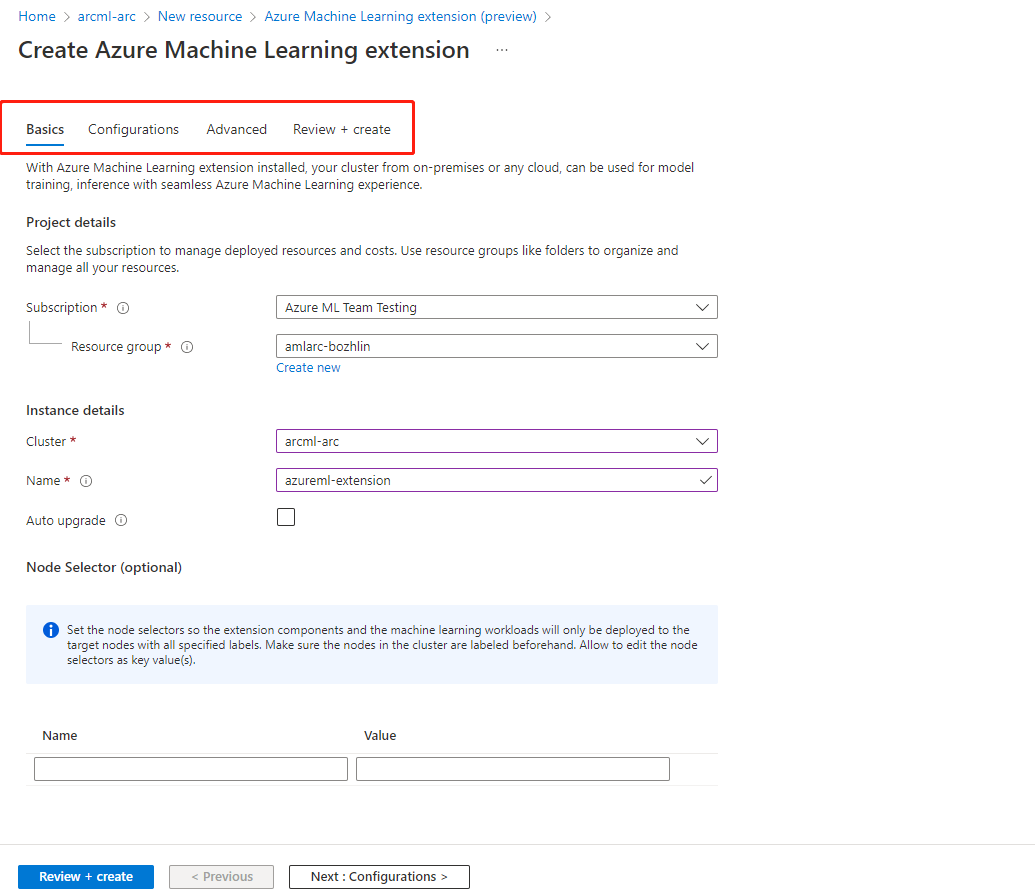 Home > arcml-arc > New resource > Azure Machine Learning extension (preview) >
Create Azure Machine Learning extension ...
Basics Configurations Advanced Review + create
With Azure Machine Learning extension installed, your cluster from on-premises or any cloud, can be used for model
training, inference with seamless Azure Machine Learning experience.
Project details
Select the subscription to manage deployed resources and costs. Use resource groups like folders to organize and
manage all your resources.
Subscription *
Azure ML Team Testing
Resource group *
amlarc-bozhlin
Create new
Instance details
Cluster *
arcml-arc
Name *
azureml-extension
Auto upgrade
Node Selector (optional)
Set the node selectors so the extension components and the machine learning workloads will only be deployed to the
target nodes with all specified labels. Make sure the nodes in the cluster are labeled beforehand. Allow to edit the node
selectors as key value(s).
Name Value
Review + create < Previous Next : Configurations >